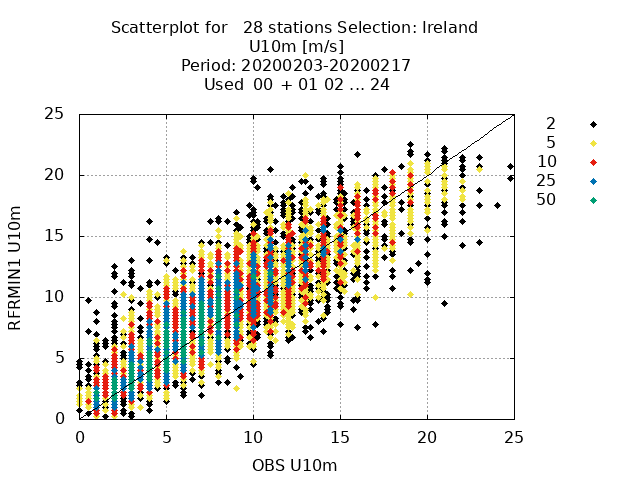 Scatterplot for   28 stations Selection: Ireland
U10m [m/s]
Period: 20200203-20200217
Used  00 + 01 02 ... 24
25
20
15
10
5
0
RFRMIN1 U10m
0 5 10 15 20 25
OBS U10m
2
5
10
25
50